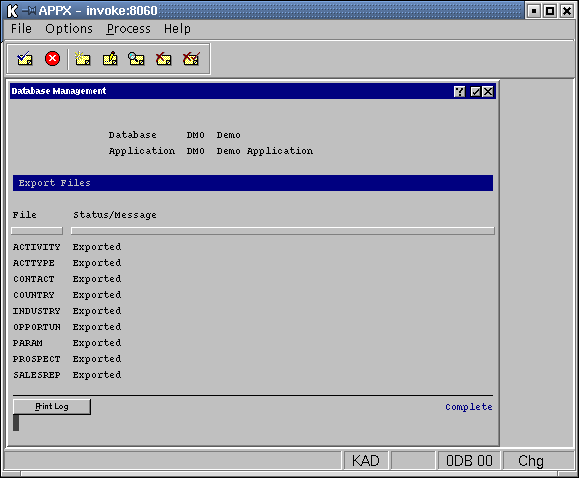 K APPX - invoke:8060
File Options Process Help
Database Management ?
Database DMO Demo
Application DMO Demo Application
Export Files
File Status/Message
ACTIVITY Exported
ACTTYPE Exported
CONTACT Exported
COUNTRY Exported
INDUSTRY Exported
OPPORTUN Exported
PARAM Exported
PROSPECT Exported
SALESREP Exported
Print Log Complete
KAD 0DB 00 Chg